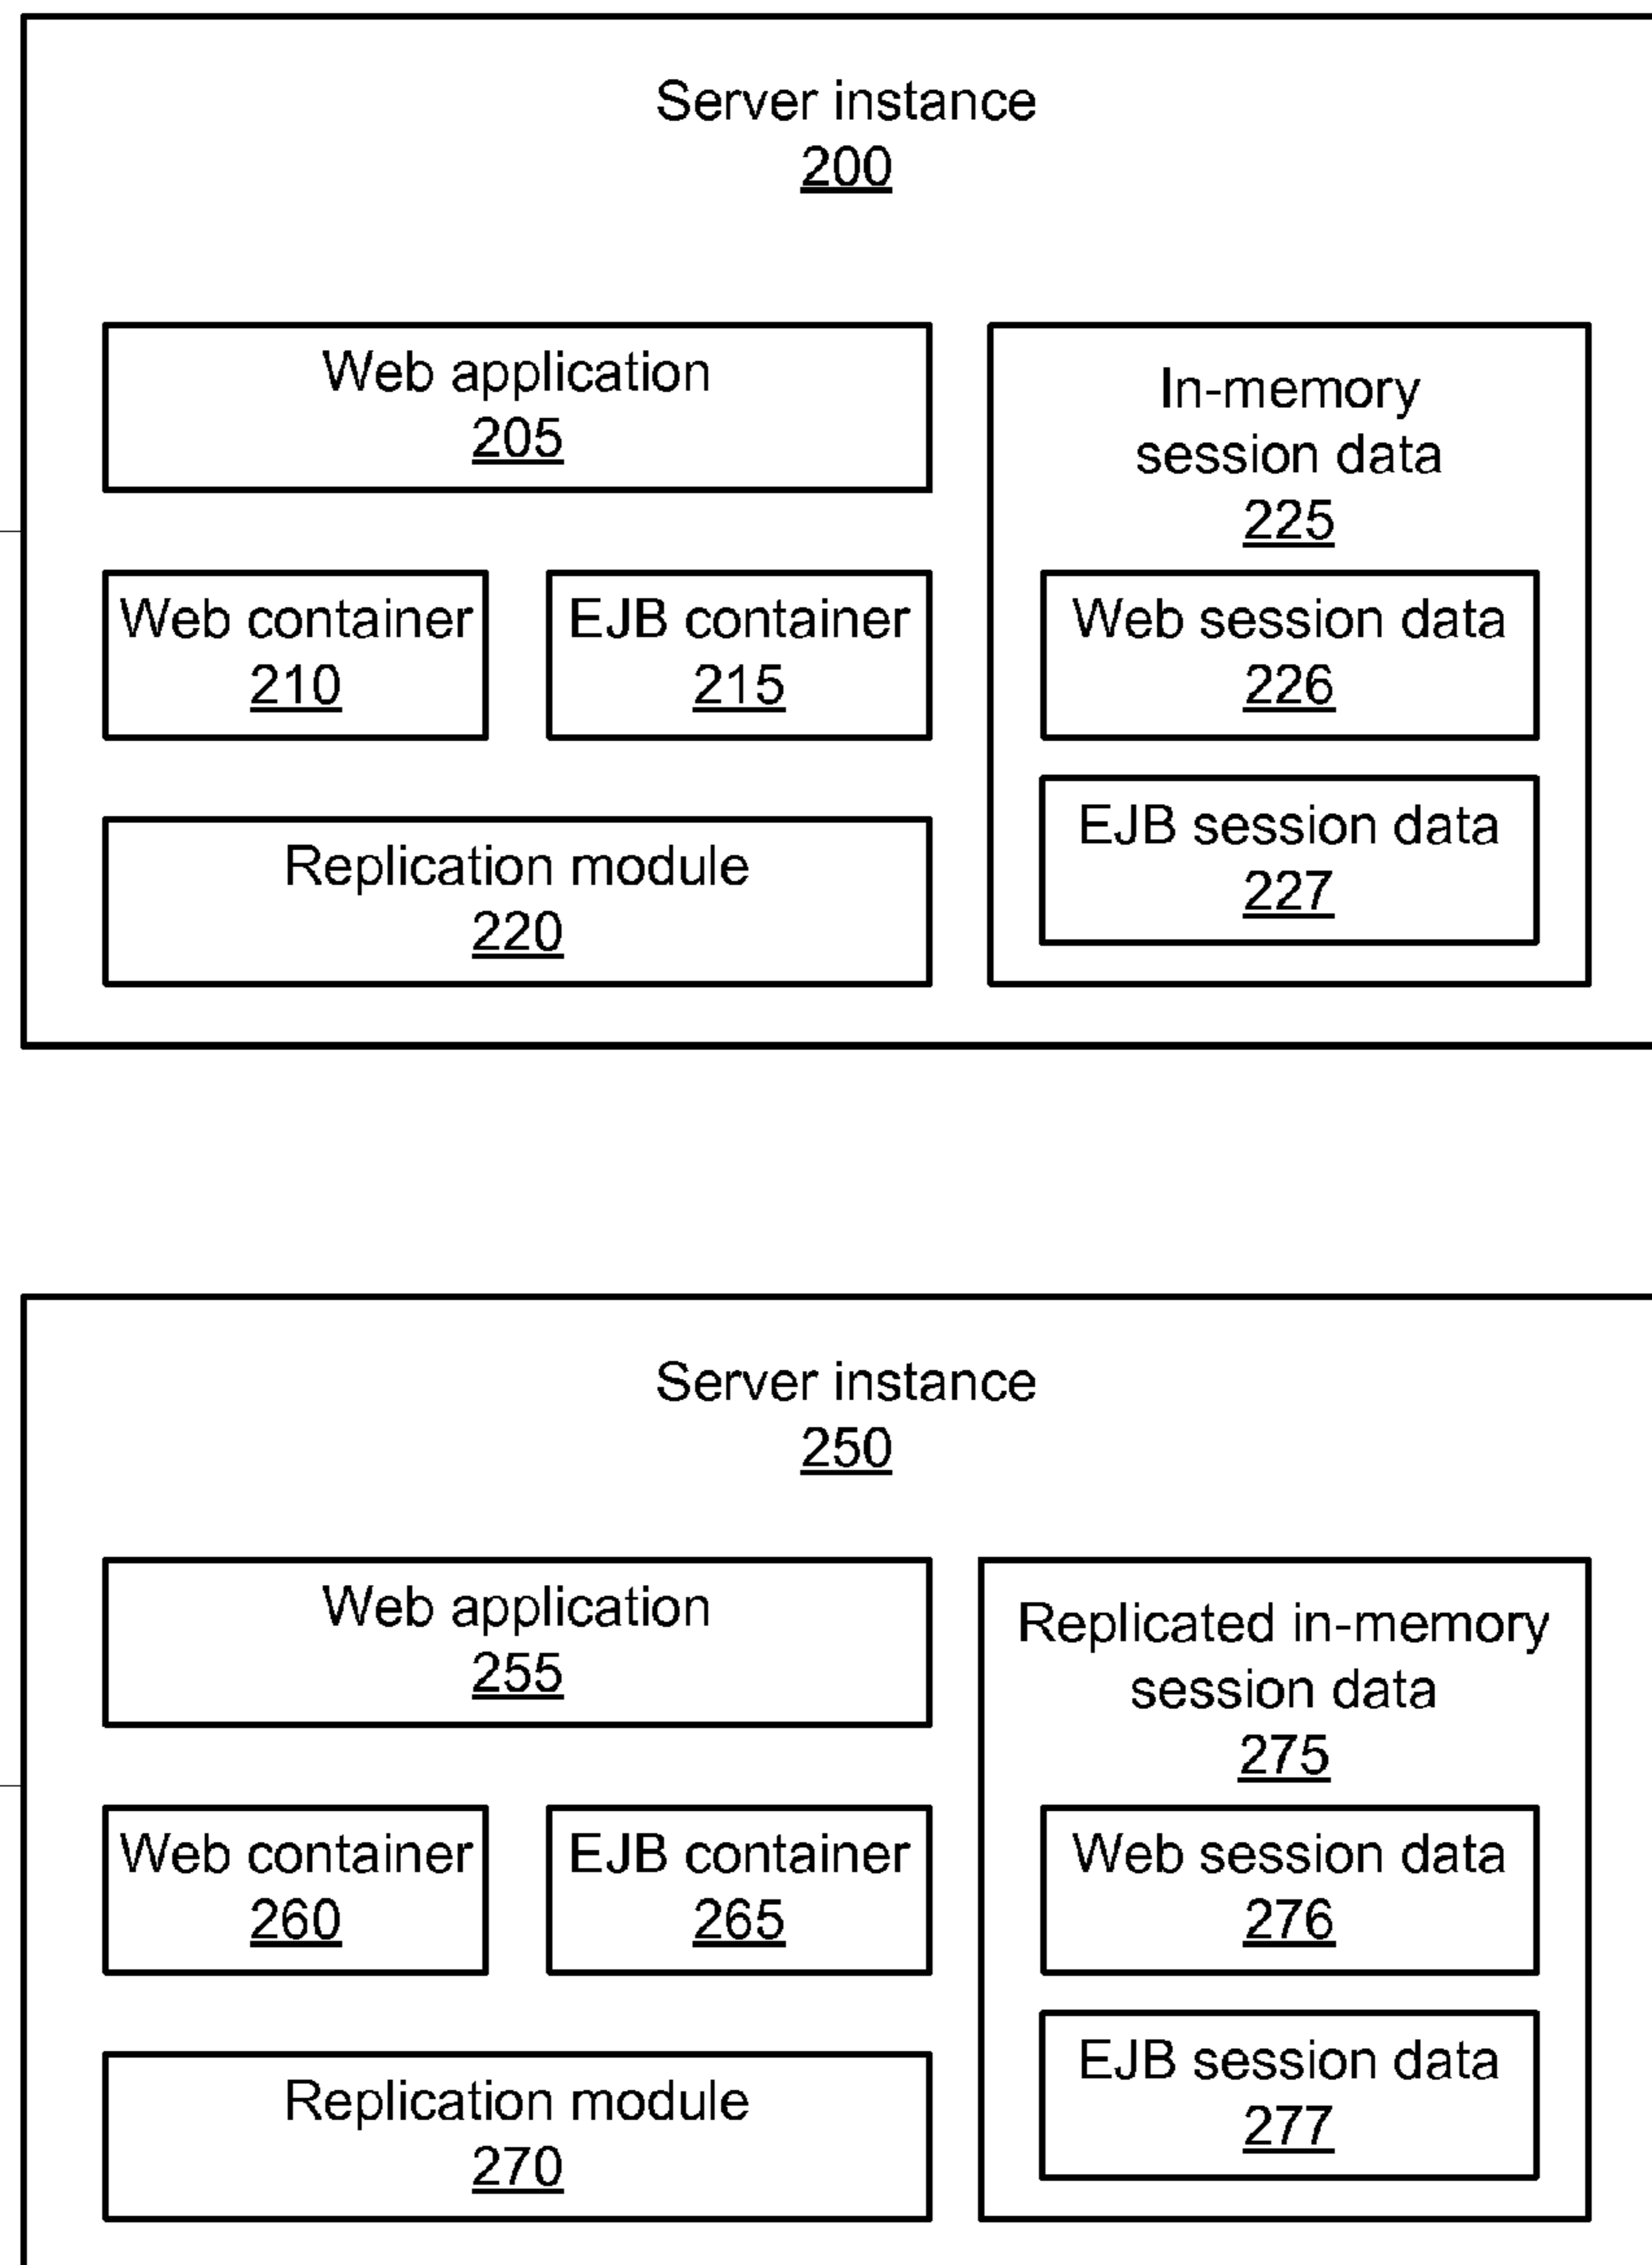 Server instance
200
Web application
205
In-memory
session data
225
Web container
210
EJB container
215
Web session data
226
EJB session data
227
Replication module
220
Server instance
250
Web application
255
Replicated in-memory
session data
275
Web container
260
EJB container
265
Web session data
276
EJB session data
277
Replication module
270